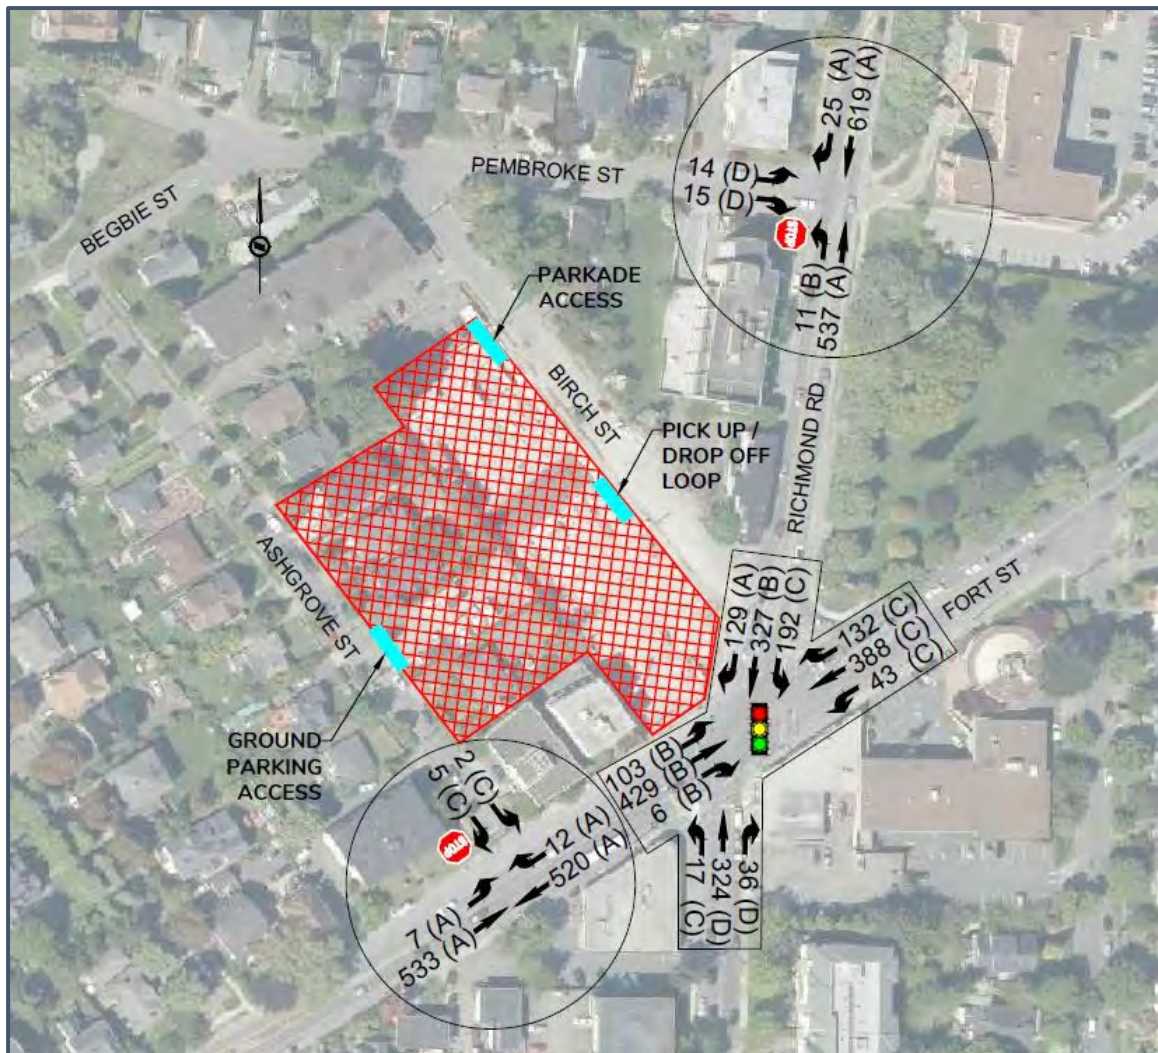 25 (A)
619 (A)
PEMBROKE ST
14 (D)
15 (D)
STOP
11 (B)
537 (A)
BEGBIE ST
PARKADE
ACCESS
BIRCH ST
PICK UP /
DROP OFF
LOOP
RICHMOND RD
ASHGROVE ST
FORT ST
129 (A)
327 (B)
192 (C)
132 (C)
388 (C)
43 (C)
GROUND
PARKING
ACCESS
103 (B)
429 (B)
6 (B)
2 (C)
5 (C)
STOP
12 (A)
520 (A)
7 (A)
533 (A)
17 (C)
324 (D)
36 (D)